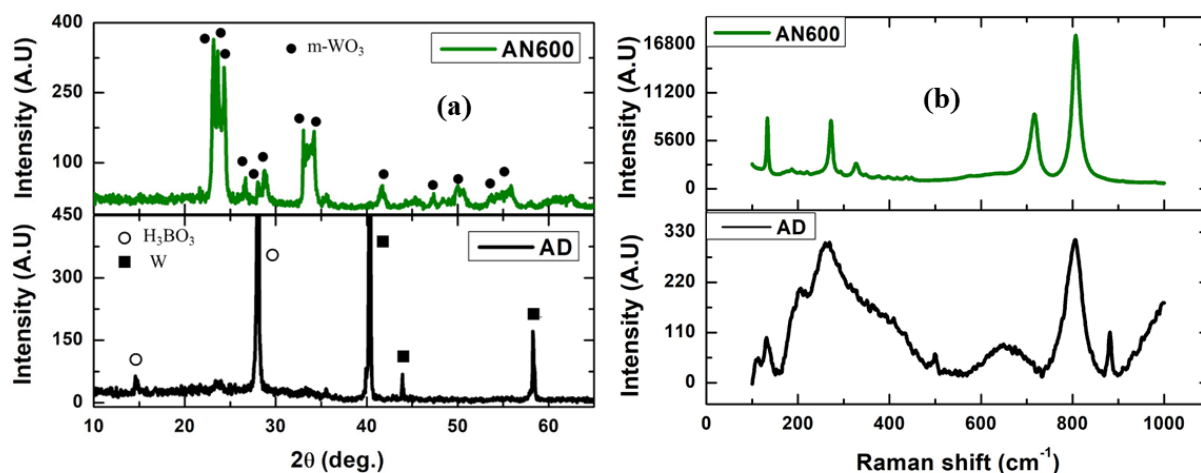 400
250
100
Intensity (A.U)
m-WO₃
AN600
(a)
450
300
150
0
Intensity (A.U)
H₃BO₃
W
AD
10 20 30 40 50 60
2θ (deg.)
16800
11200
5600
0
Intensity (A.U)
AN600
(b)
330
220
110
0
Intensity (A.U)
AD
0 200 400 600 800 1000
Raman shift (cm⁻¹)